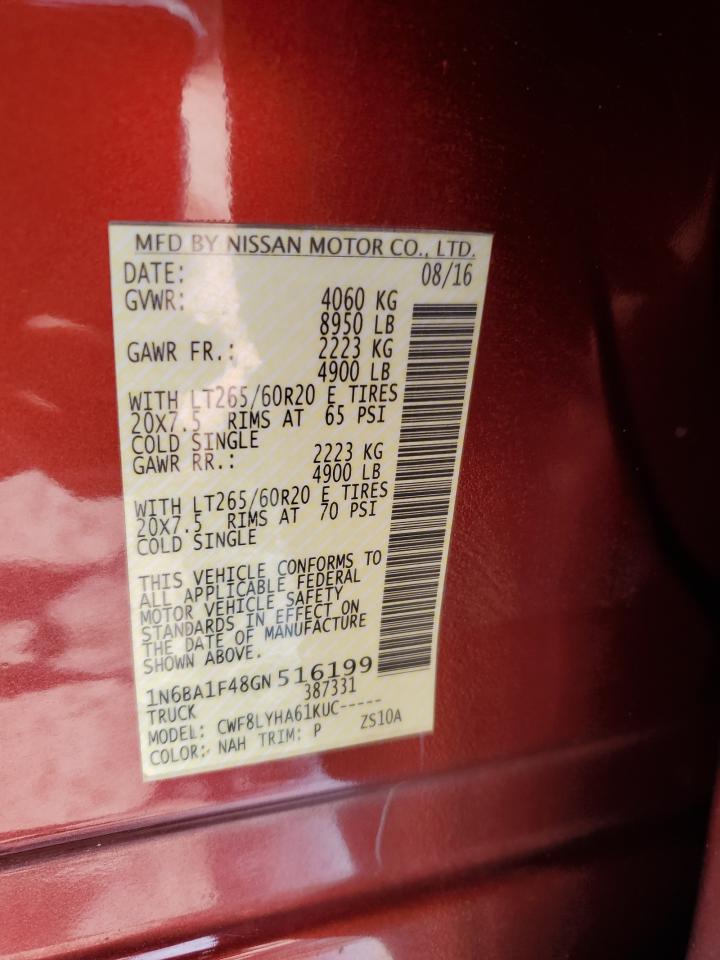 MFD BY NISSAN MOTOR CO., LTD.
DATE: 08/16
GVWR: 4060 KG
8950 LB
GAWR FR.: 2223 KG
4900 LB
WITH LT265/60R20 E TIRES
20X7.5 RIMS AT 65 PSI
COLD SINGLE
GAWR RR.: 2223 KG
4900 LB
WITH LT265/60R20 E TIRES
20X7.5 RIMS AT 70 PSI
COLD SINGLE
THIS VEHICLE CONFORMS TO
ALL APPLICABLE FEDERAL
MOTOR VEHICLE SAFETY
STANDARDS IN EFFECT ON
THE DATE OF MANUFACTURE
SHOWN ABOVE.
1N6BA1F48GN516199
TRUCK 387331
MODEL: CWF8LYHA61KUC-----
COLOR: NAH TRIM: P ZS10A